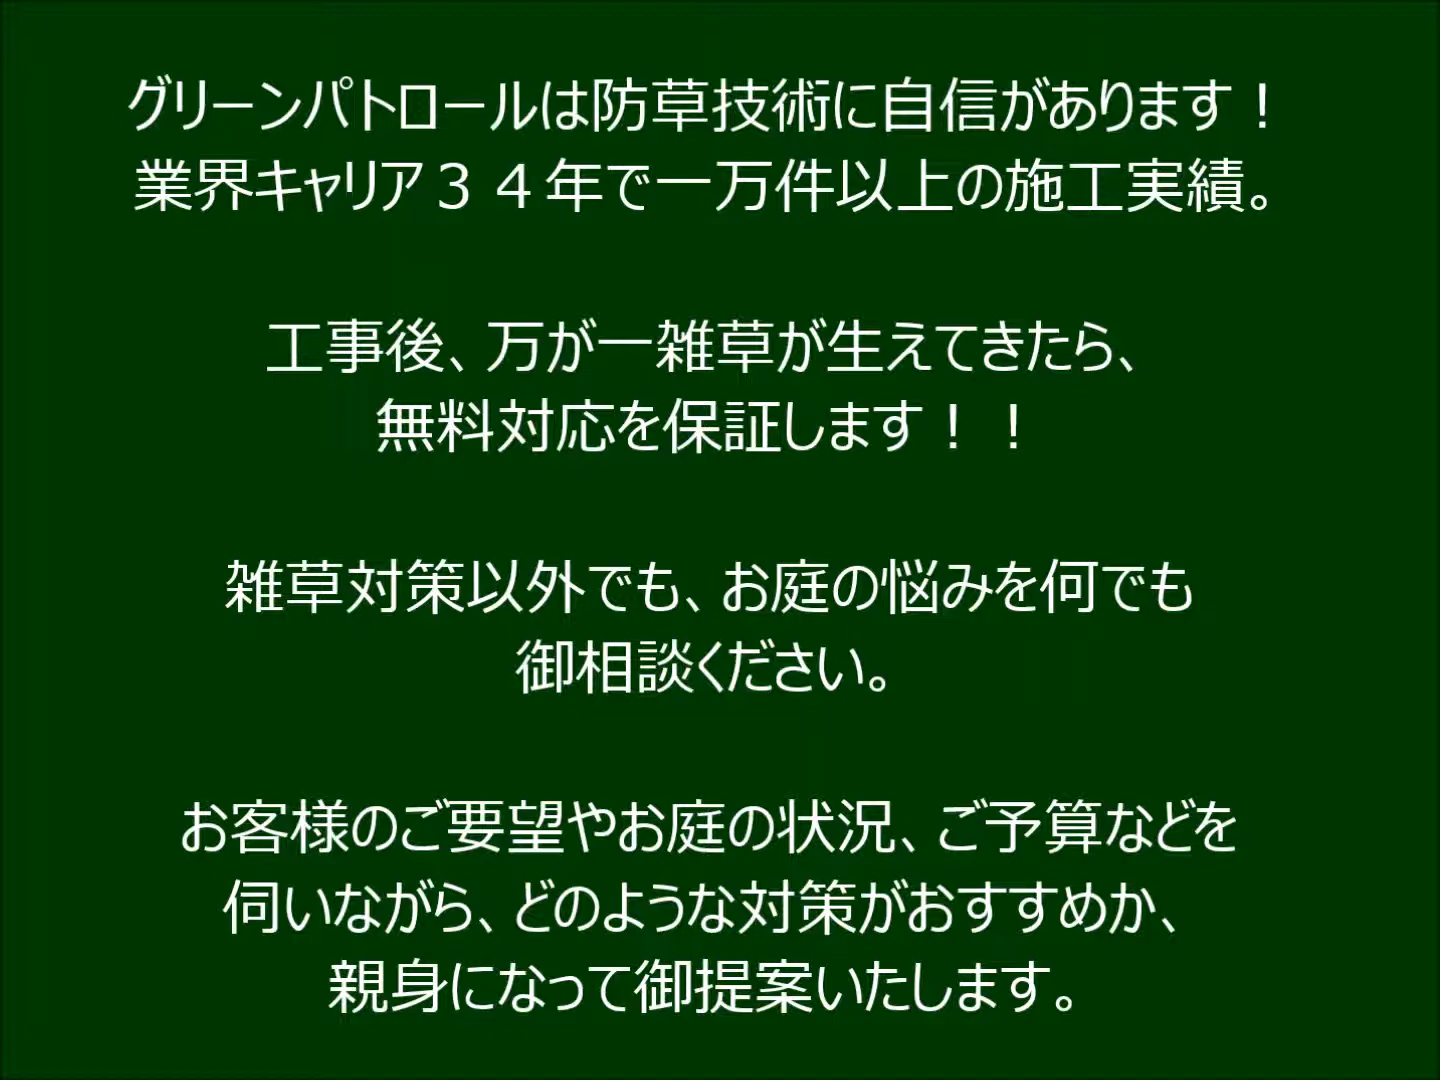 グリーンパトロールは防草技術に自信があります！
業界キャリア３４年で一万件以上の施工実績。
工事後、万が一雑草が生えてきたら、
無料対応を保証します！！
雑草対策以外でも、お庭の悩みを何でも
御相談ください。
お客様のご要望やお庭の状況、ご予算などを
伺いながら、どのような対策がおすすめか、
親身になって御提案いたします。